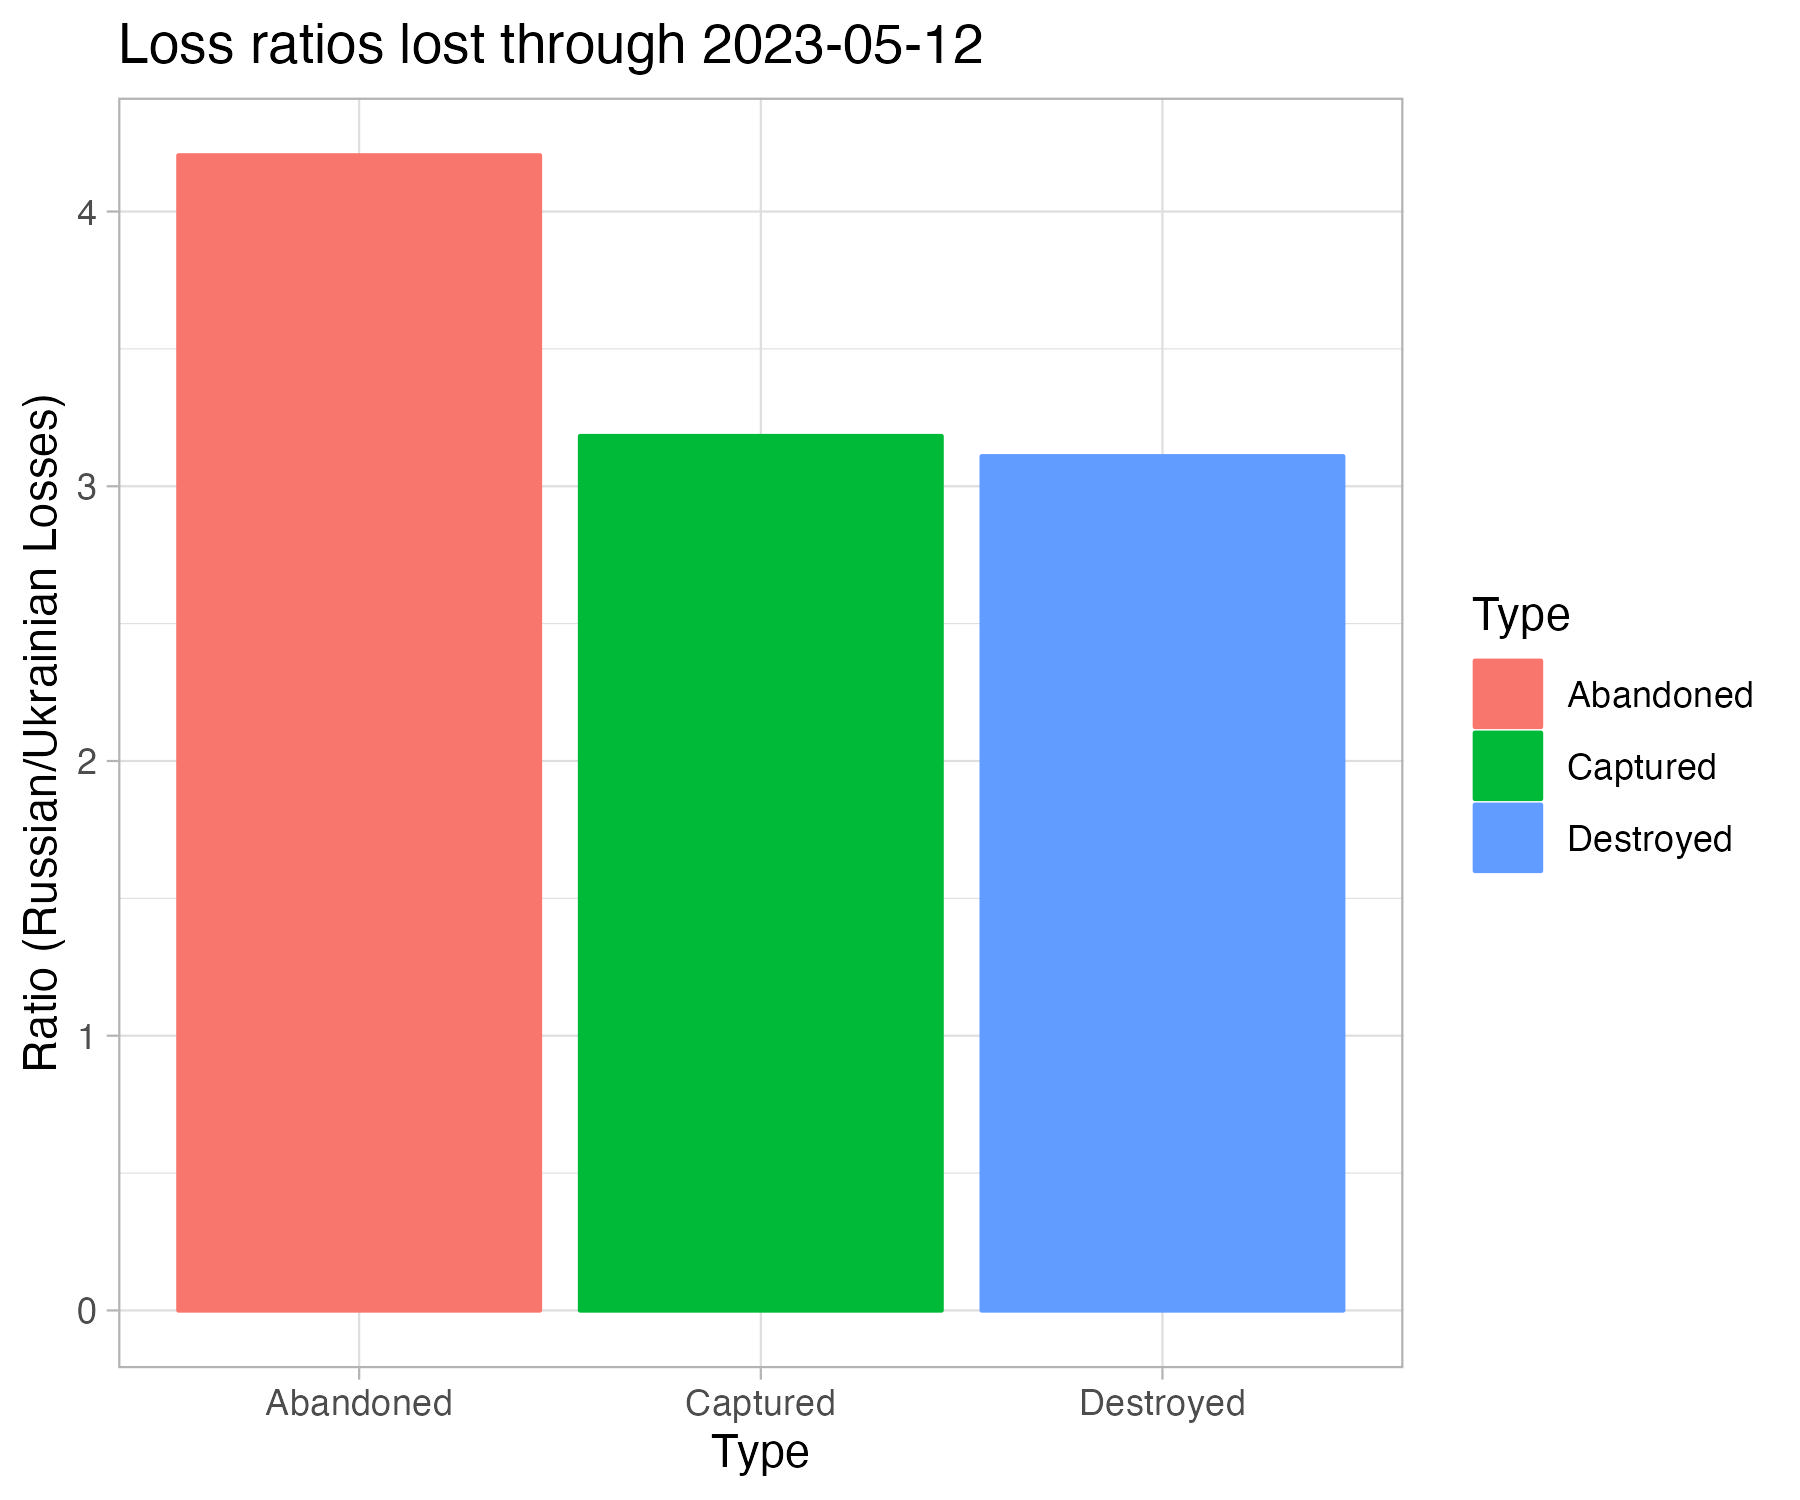 Loss ratios lost through 2023-05-12
Ratio (Russian/Ukrainian Losses)
4
3
2
1
0
Abandoned
Captured
Destroyed
Type
Type
Abandoned
Captured
Destroyed